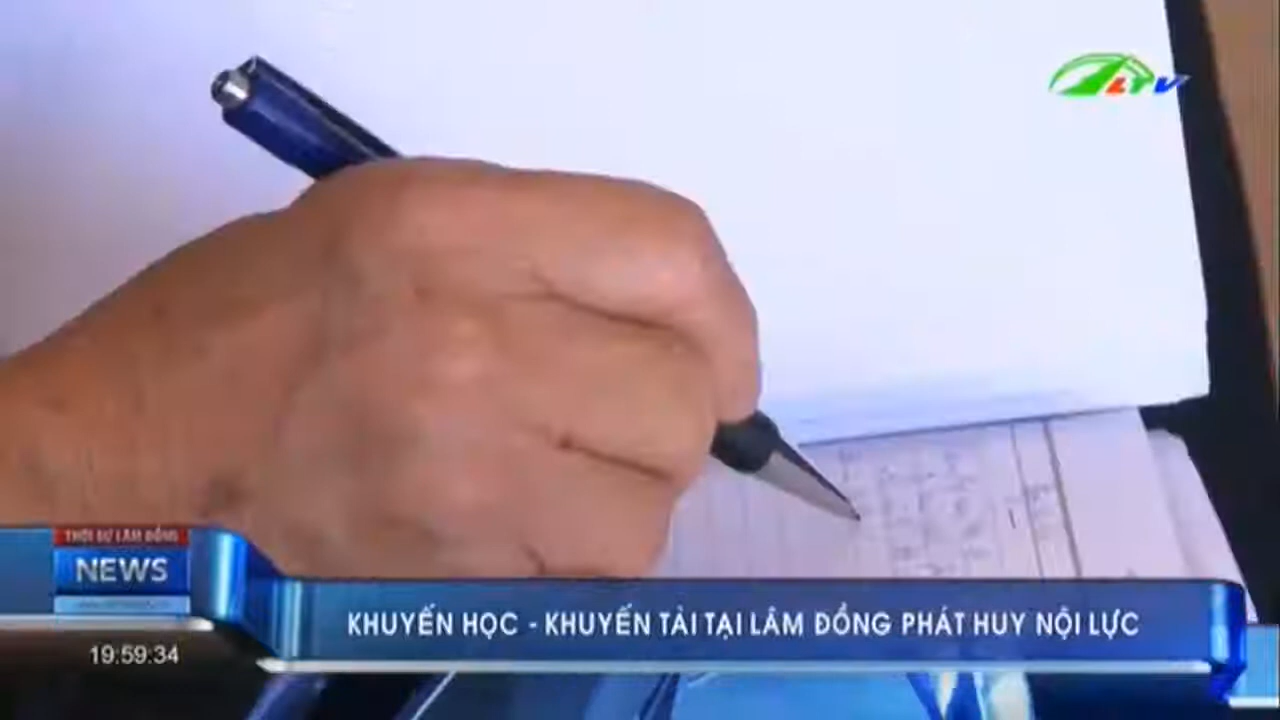 LTV
THỜI SỰ LÂM ĐỒNG
NEWS
KHUYẾN HỌC - KHUYẾN TÀI TẠI LÂM ĐỒNG PHÁT HUY NỘI LỰC
19:59:34